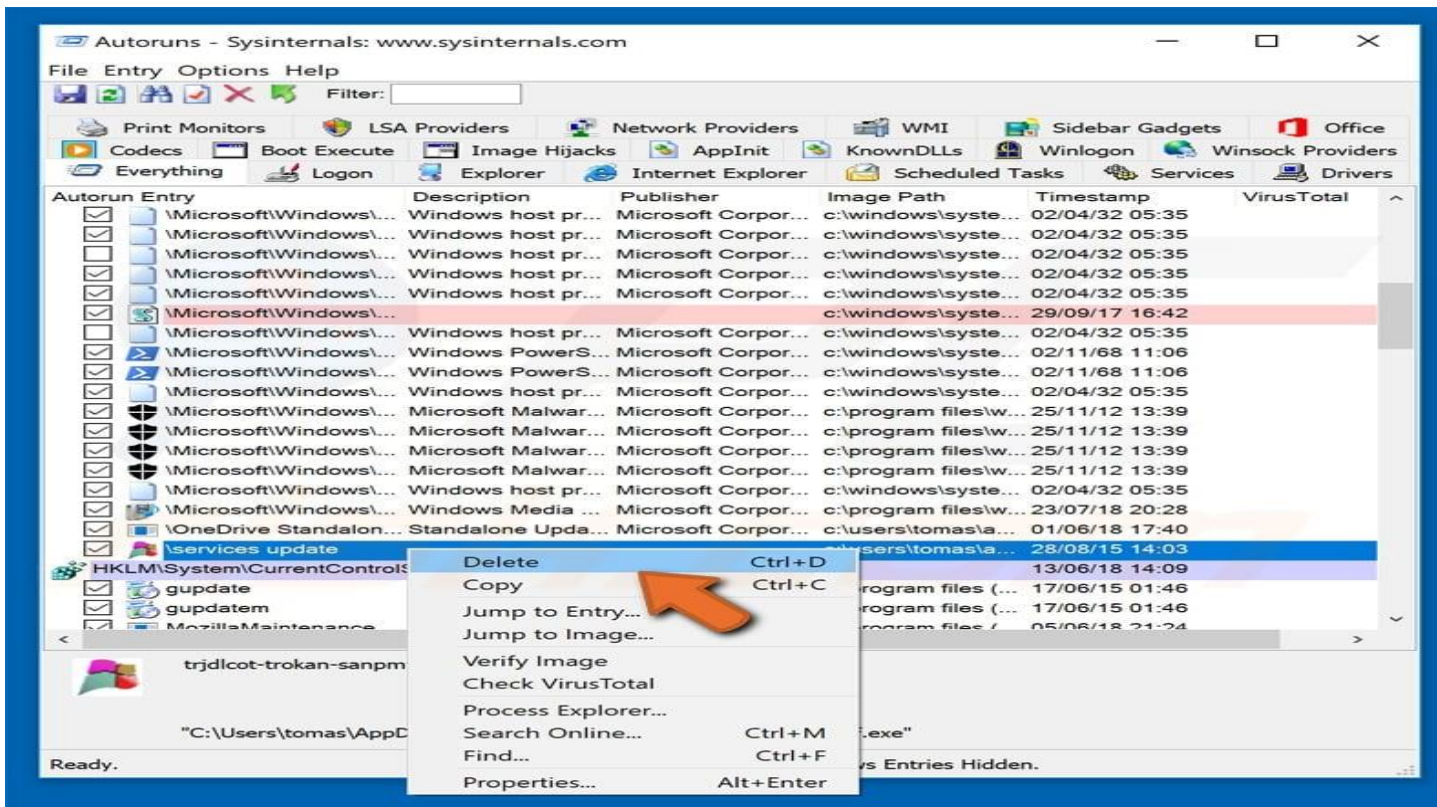 Autoruns - Sysinternals: www.sysinternals.com
File Entry Options Help
Filter:
Print Monitors LSA Providers Network Providers WMI Sidebar Gadgets Office
Codecs Boot Execute Image Hijacks AppInit KnownDLLs Winlogon Winsock Providers
Everything Logon Explorer Internet Explorer Scheduled Tasks Services Drivers
Autorun Entry Description Publisher Image Path Timestamp VirusTotal
\Microsoft\Windows\... Windows host pr... Microsoft Corpor... c:\windows\syste... 02/04/32 05:35
\Microsoft\Windows\... Windows host pr... Microsoft Corpor... c:\windows\syste... 02/04/32 05:35
\Microsoft\Windows\... Windows host pr... Microsoft Corpor... c:\windows\syste... 02/04/32 05:35
\Microsoft\Windows\... Windows host pr... Microsoft Corpor... c:\windows\syste... 02/04/32 05:35
\Microsoft\Windows\... Windows host pr... Microsoft Corpor... c:\windows\syste... 02/04/32 05:35
\Microsoft\Windows\... c:\windows\syste... 29/09/17 16:42
\Microsoft\Windows\... Windows host pr... Microsoft Corpor... c:\windows\syste... 02/04/32 05:35
\Microsoft\Windows\... Windows PowerS... Microsoft Corpor... c:\windows\syste... 02/11/68 11:06
\Microsoft\Windows\... Windows PowerS... Microsoft Corpor... c:\windows\syste... 02/11/68 11:06
\Microsoft\Windows\... Windows host pr... Microsoft Corpor... c:\windows\syste... 02/04/32 05:35
\Microsoft\Windows\... Microsoft Malwar... Microsoft Corpor... c:\program files\w... 25/11/12 13:39
\Microsoft\Windows\... Microsoft Malwar... Microsoft Corpor... c:\program files\w... 25/11/12 13:39
\Microsoft\Windows\... Microsoft Malwar... Microsoft Corpor... c:\program files\w... 25/11/12 13:39
\Microsoft\Windows\... Microsoft Malwar... Microsoft Corpor... c:\program files\w... 25/11/12 13:39
\Microsoft\Windows\... Windows host pr... Microsoft Corpor... c:\windows\syste... 02/04/32 05:35
\Microsoft\Windows\... Windows Media ... Microsoft Corpor... c:\program files\w... 23/07/18 20:28
\OneDrive Standalon... Standalone Upda... Microsoft Corpor... c:\users\tomas\a... 01/06/18 17:40
\services update c:\users\tomas\a... 28/08/15 14:03
HKLM\System\CurrentControlS 13/06/18 14:09
gupdate rogram files (... 17/06/15 01:46
gupdatem rogram files (... 17/06/15 01:46
MozillaMaintenance rogram files ( 05/06/18 21:24
Delete Ctrl+D
Copy Ctrl+C
Jump to Entry...
Jump to Image...
Verify Image
Check VirusTotal
Process Explorer...
Search Online... Ctrl+M
Find... Ctrl+F
Properties... Alt+Enter
trjdlcot-trokan-sanpm
"C:\Users\tomas\AppD .exe"
Ready. vs Entries Hidden.